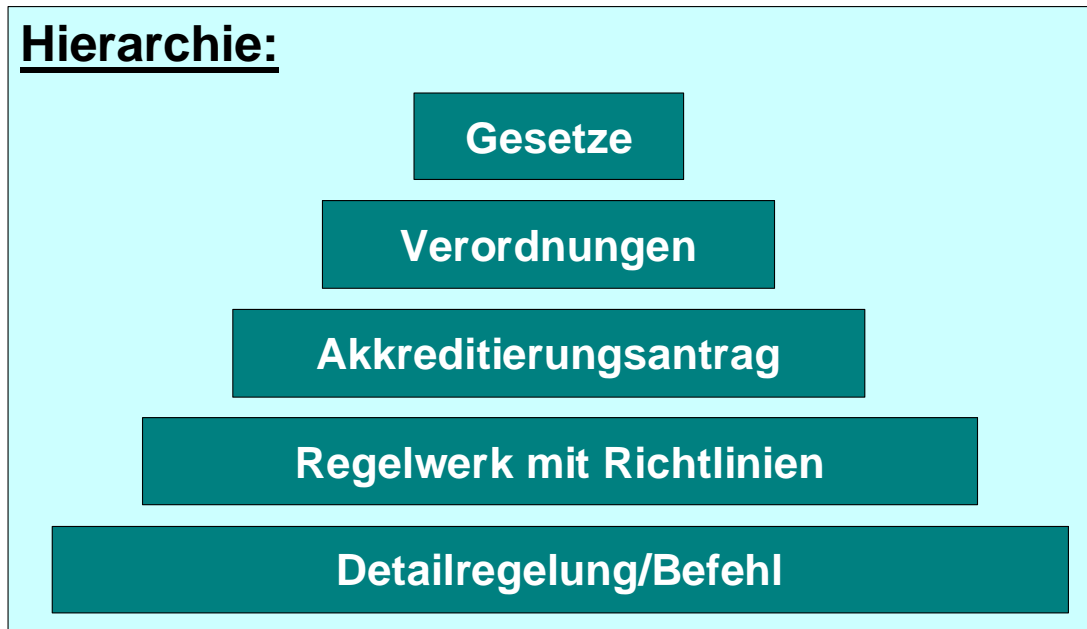 Hierarchie:
Gesetze
Verordnungen
Akkreditierungsantrag
Regelwerk mit Richtlinien
Detailregelung/Befehl